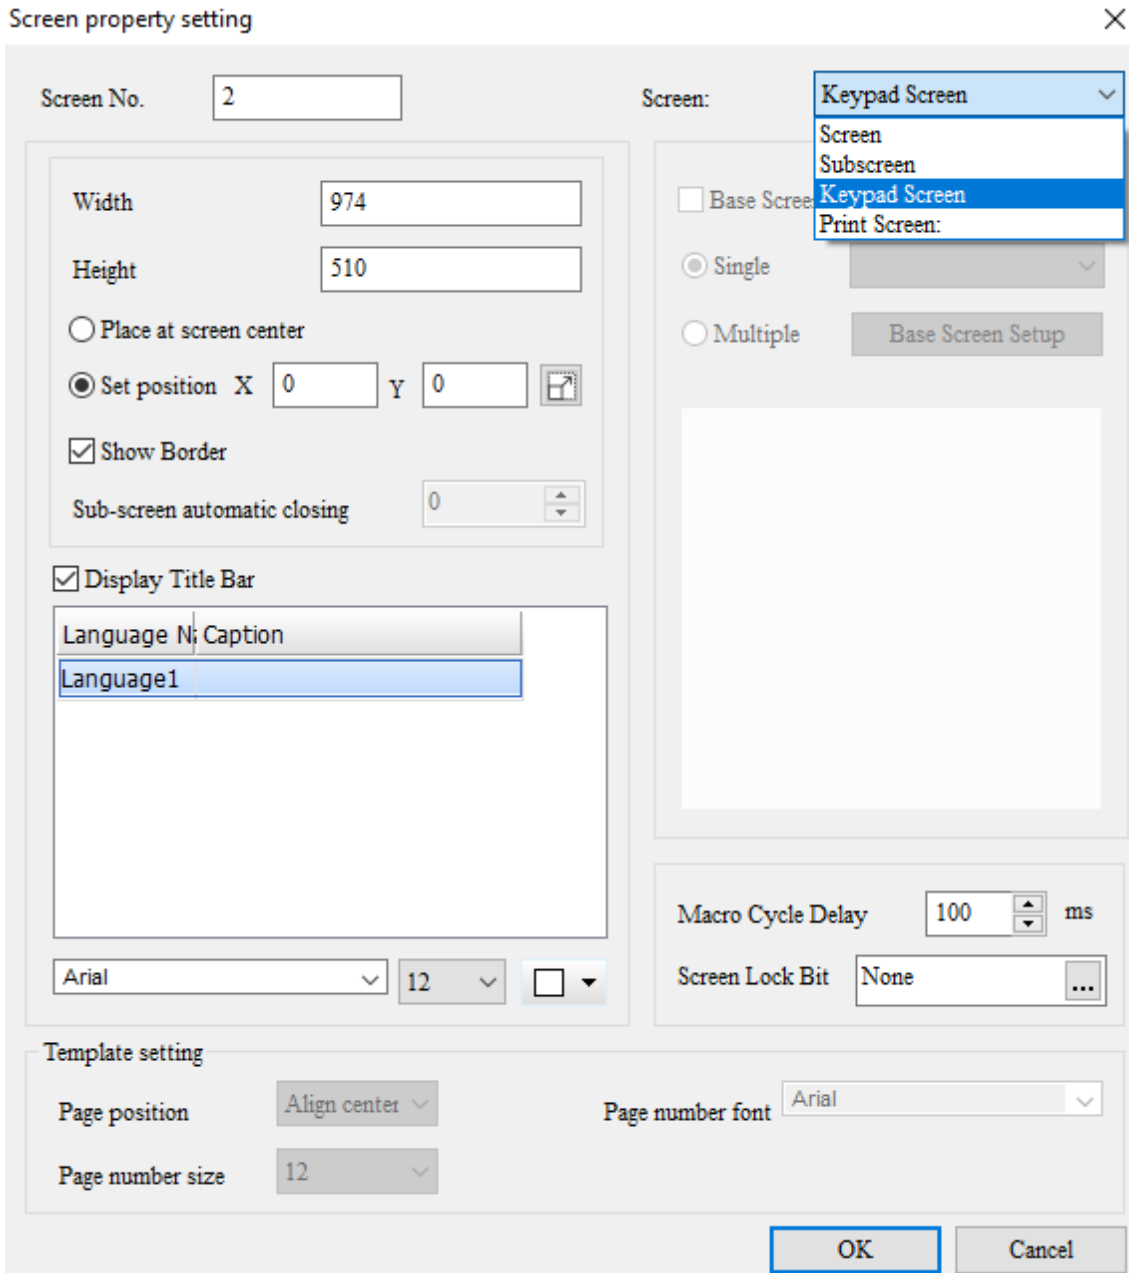 Screen property setting
Screen No. 2
Screen: Keypad Screen
Screen
Subscreen
Keypad Screen
Print Screen:
Width 974
Height 510
Place at screen center
Set position X 0 Y 0
Show Border
Sub-screen automatic closing 0
Display Title Bar
Language Caption
Language1
Arial 12
Base
Single
Multiple Base Screen Setup
Macro Cycle Delay 100 ms
Screen Lock Bit None ...
Template setting
Page position Align center
Page number font Arial
Page number size 12
OK Cancel